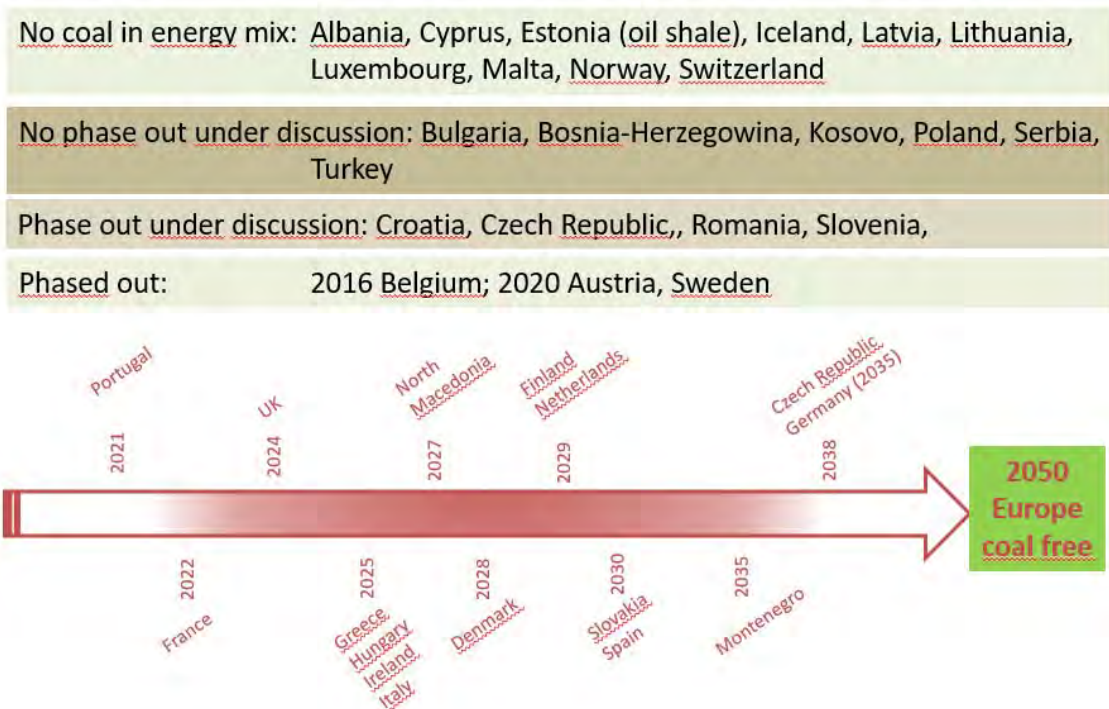 No coal in energy mix: Albania, Cyprus, Estonia (oil shale), Iceland, Latvia, Lithuania,
Luxembourg, Malta, Norway, Switzerland
No phase out under discussion: Bulgaria, Bosnia-Herzegowina, Kosovo, Poland, Serbia,
Turkey
Phase out under discussion: Croatia, Czech Republic,, Romania, Slovenia,
Phased out: 2016 Belgium; 2020 Austria, Sweden
Portugal
2021
UK
2024
North
Macedonia
2027
Finland
Netherlands
2029
Czech Republic
Germany (2035)
2038
2050
Europe
coal free
2022
France
2025
Greece
Hungary
Ireland
Italy
2028
Denmark
2030
Slovakia
Spain
2035
Montenegro